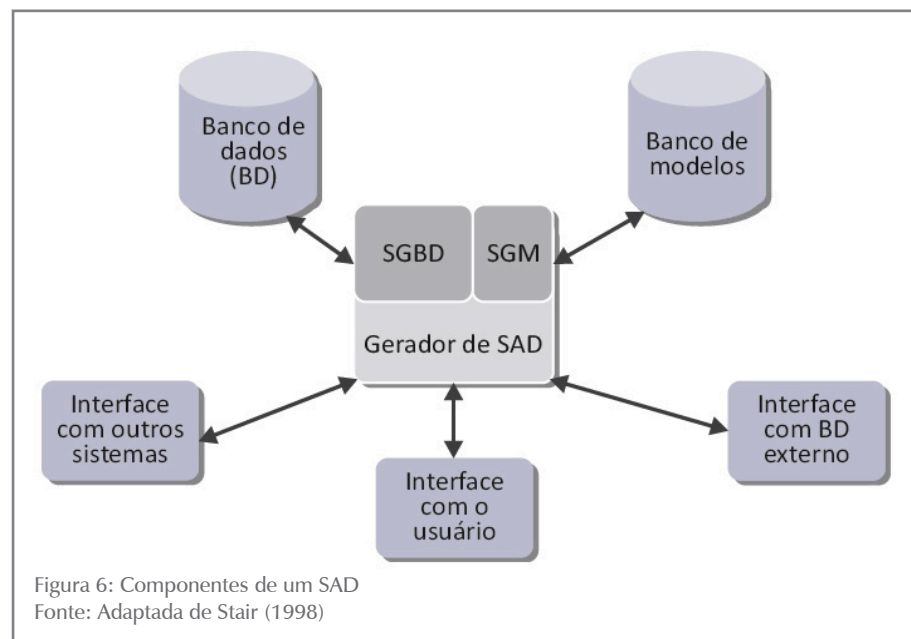 Banco de
dados
(BD)
Banco de
modelos
SGBD
SGM
Gerador de SAD
Interface
com outros
sistemas
Interface
com o
usuário
Interface
com BD
externo
Figura 6: Componentes de um SAD
Fonte: Adaptada de Stair (1998)